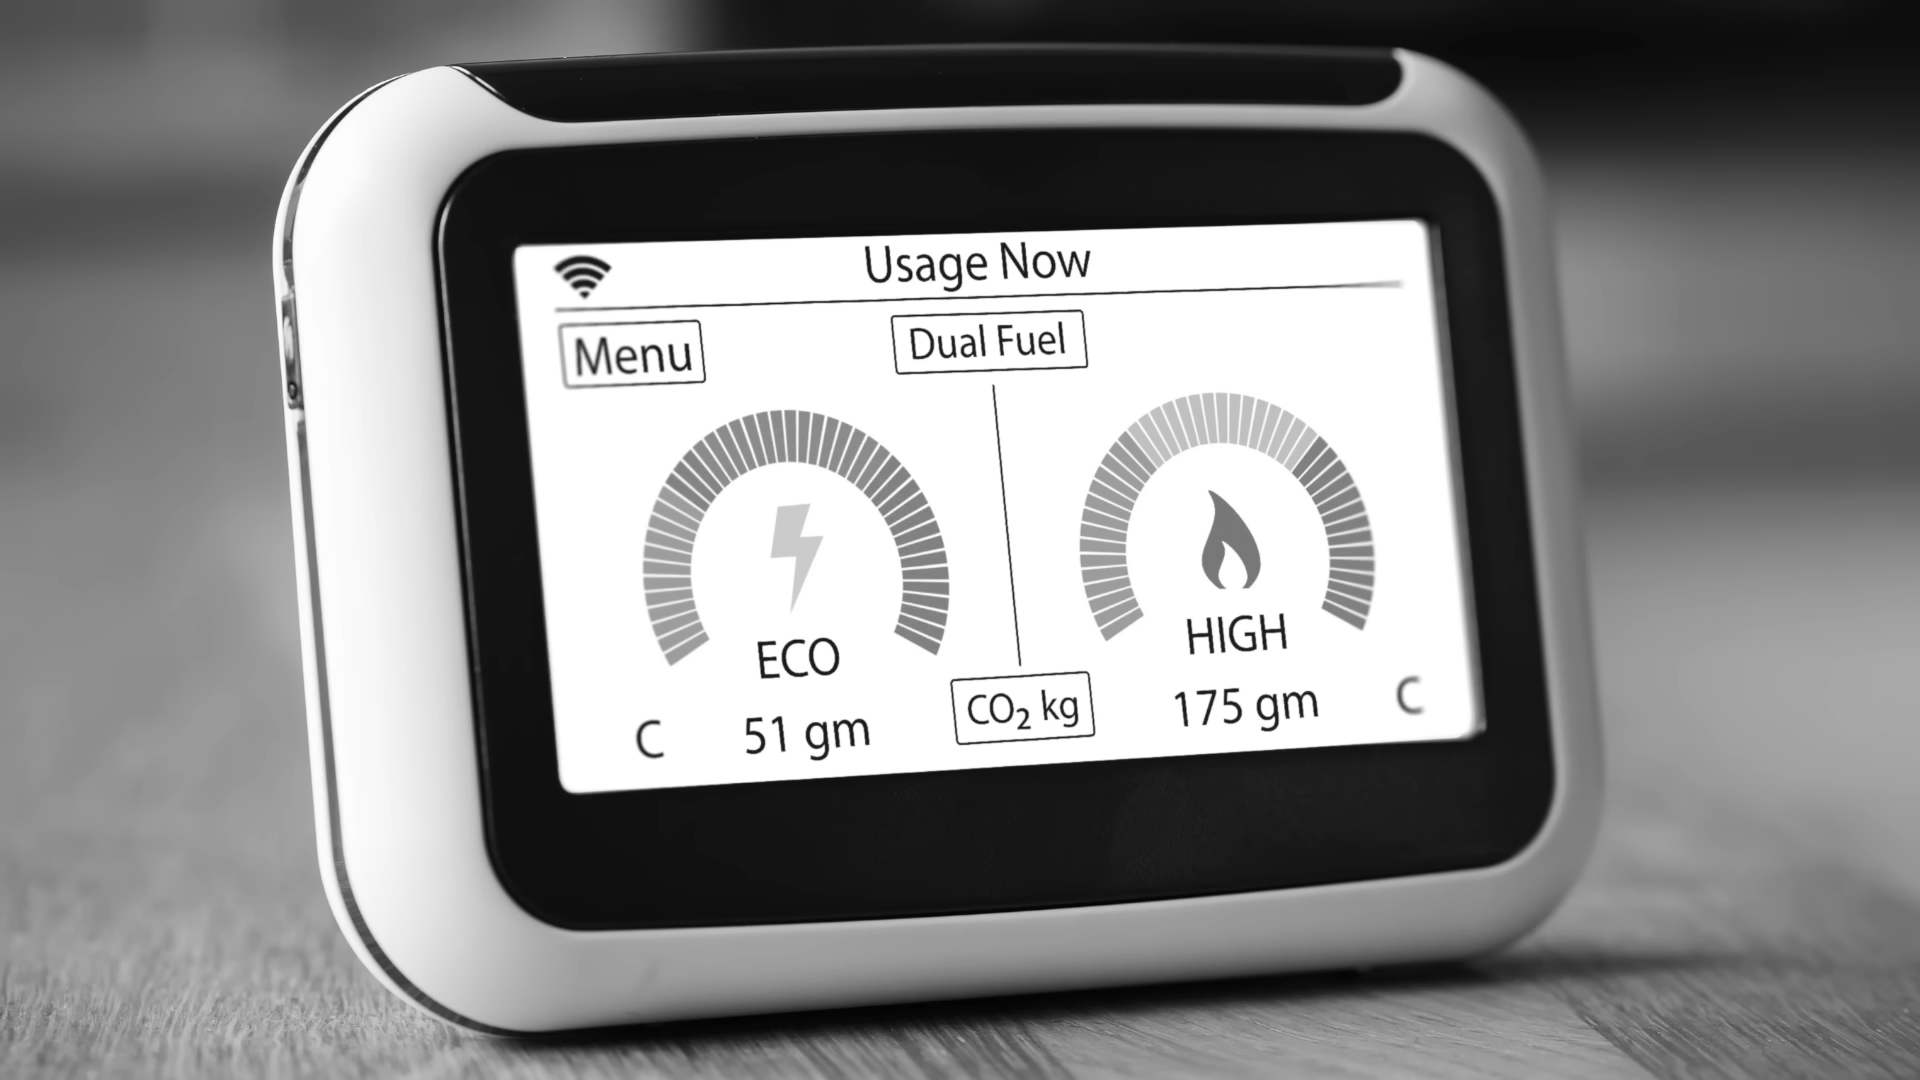 Usage Now
Menu
Dual Fuel
ECO
HIGH
C
51 gm
CO₂ kg
175 gm
C